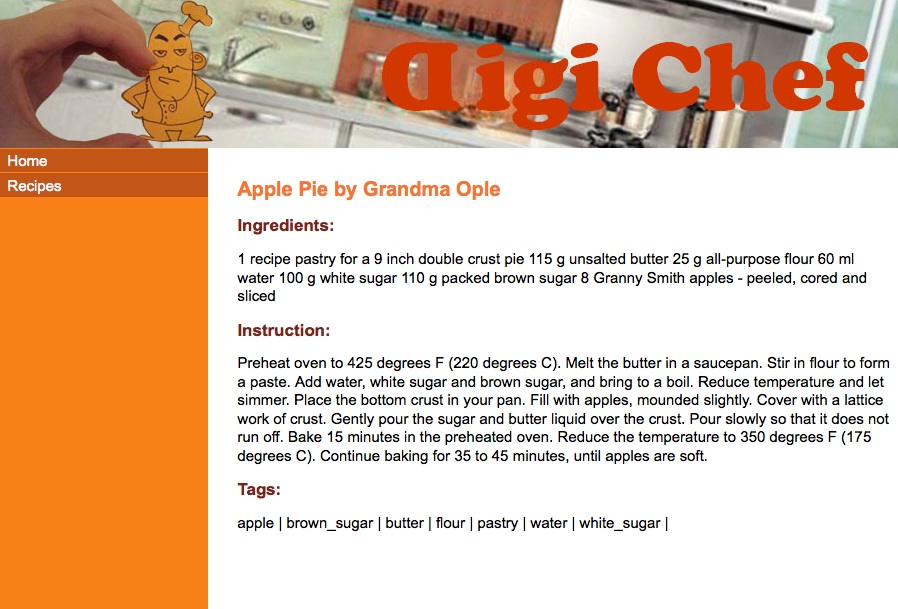 Digi Chef
Home
Recipes
Apple Pie by Grandma Ople
Ingredients:
1 recipe pastry for a 9 inch double crust pie 115 g unsalted butter 25 g all-purpose flour 60 ml
water 100 g white sugar 110 g packed brown sugar 8 Granny Smith apples - peeled, cored and
sliced
Instruction:
Preheat oven to 425 degrees F (220 degrees C). Melt the butter in a saucepan. Stir in flour to form
a paste. Add water, white sugar and brown sugar, and bring to a boil. Reduce temperature and let
simmer. Place the bottom crust in your pan. Fill with apples, mounded slightly. Cover with a lattice
work of crust. Gently pour the sugar and butter liquid over the crust. Pour slowly so that it does not
run off. Bake 15 minutes in the preheated oven. Reduce the temperature to 350 degrees F (175
degrees C). Continue baking for 35 to 45 minutes, until apples are soft.
Tags:
apple | brown_sugar | butter | flour | pastry | water | white_sugar |